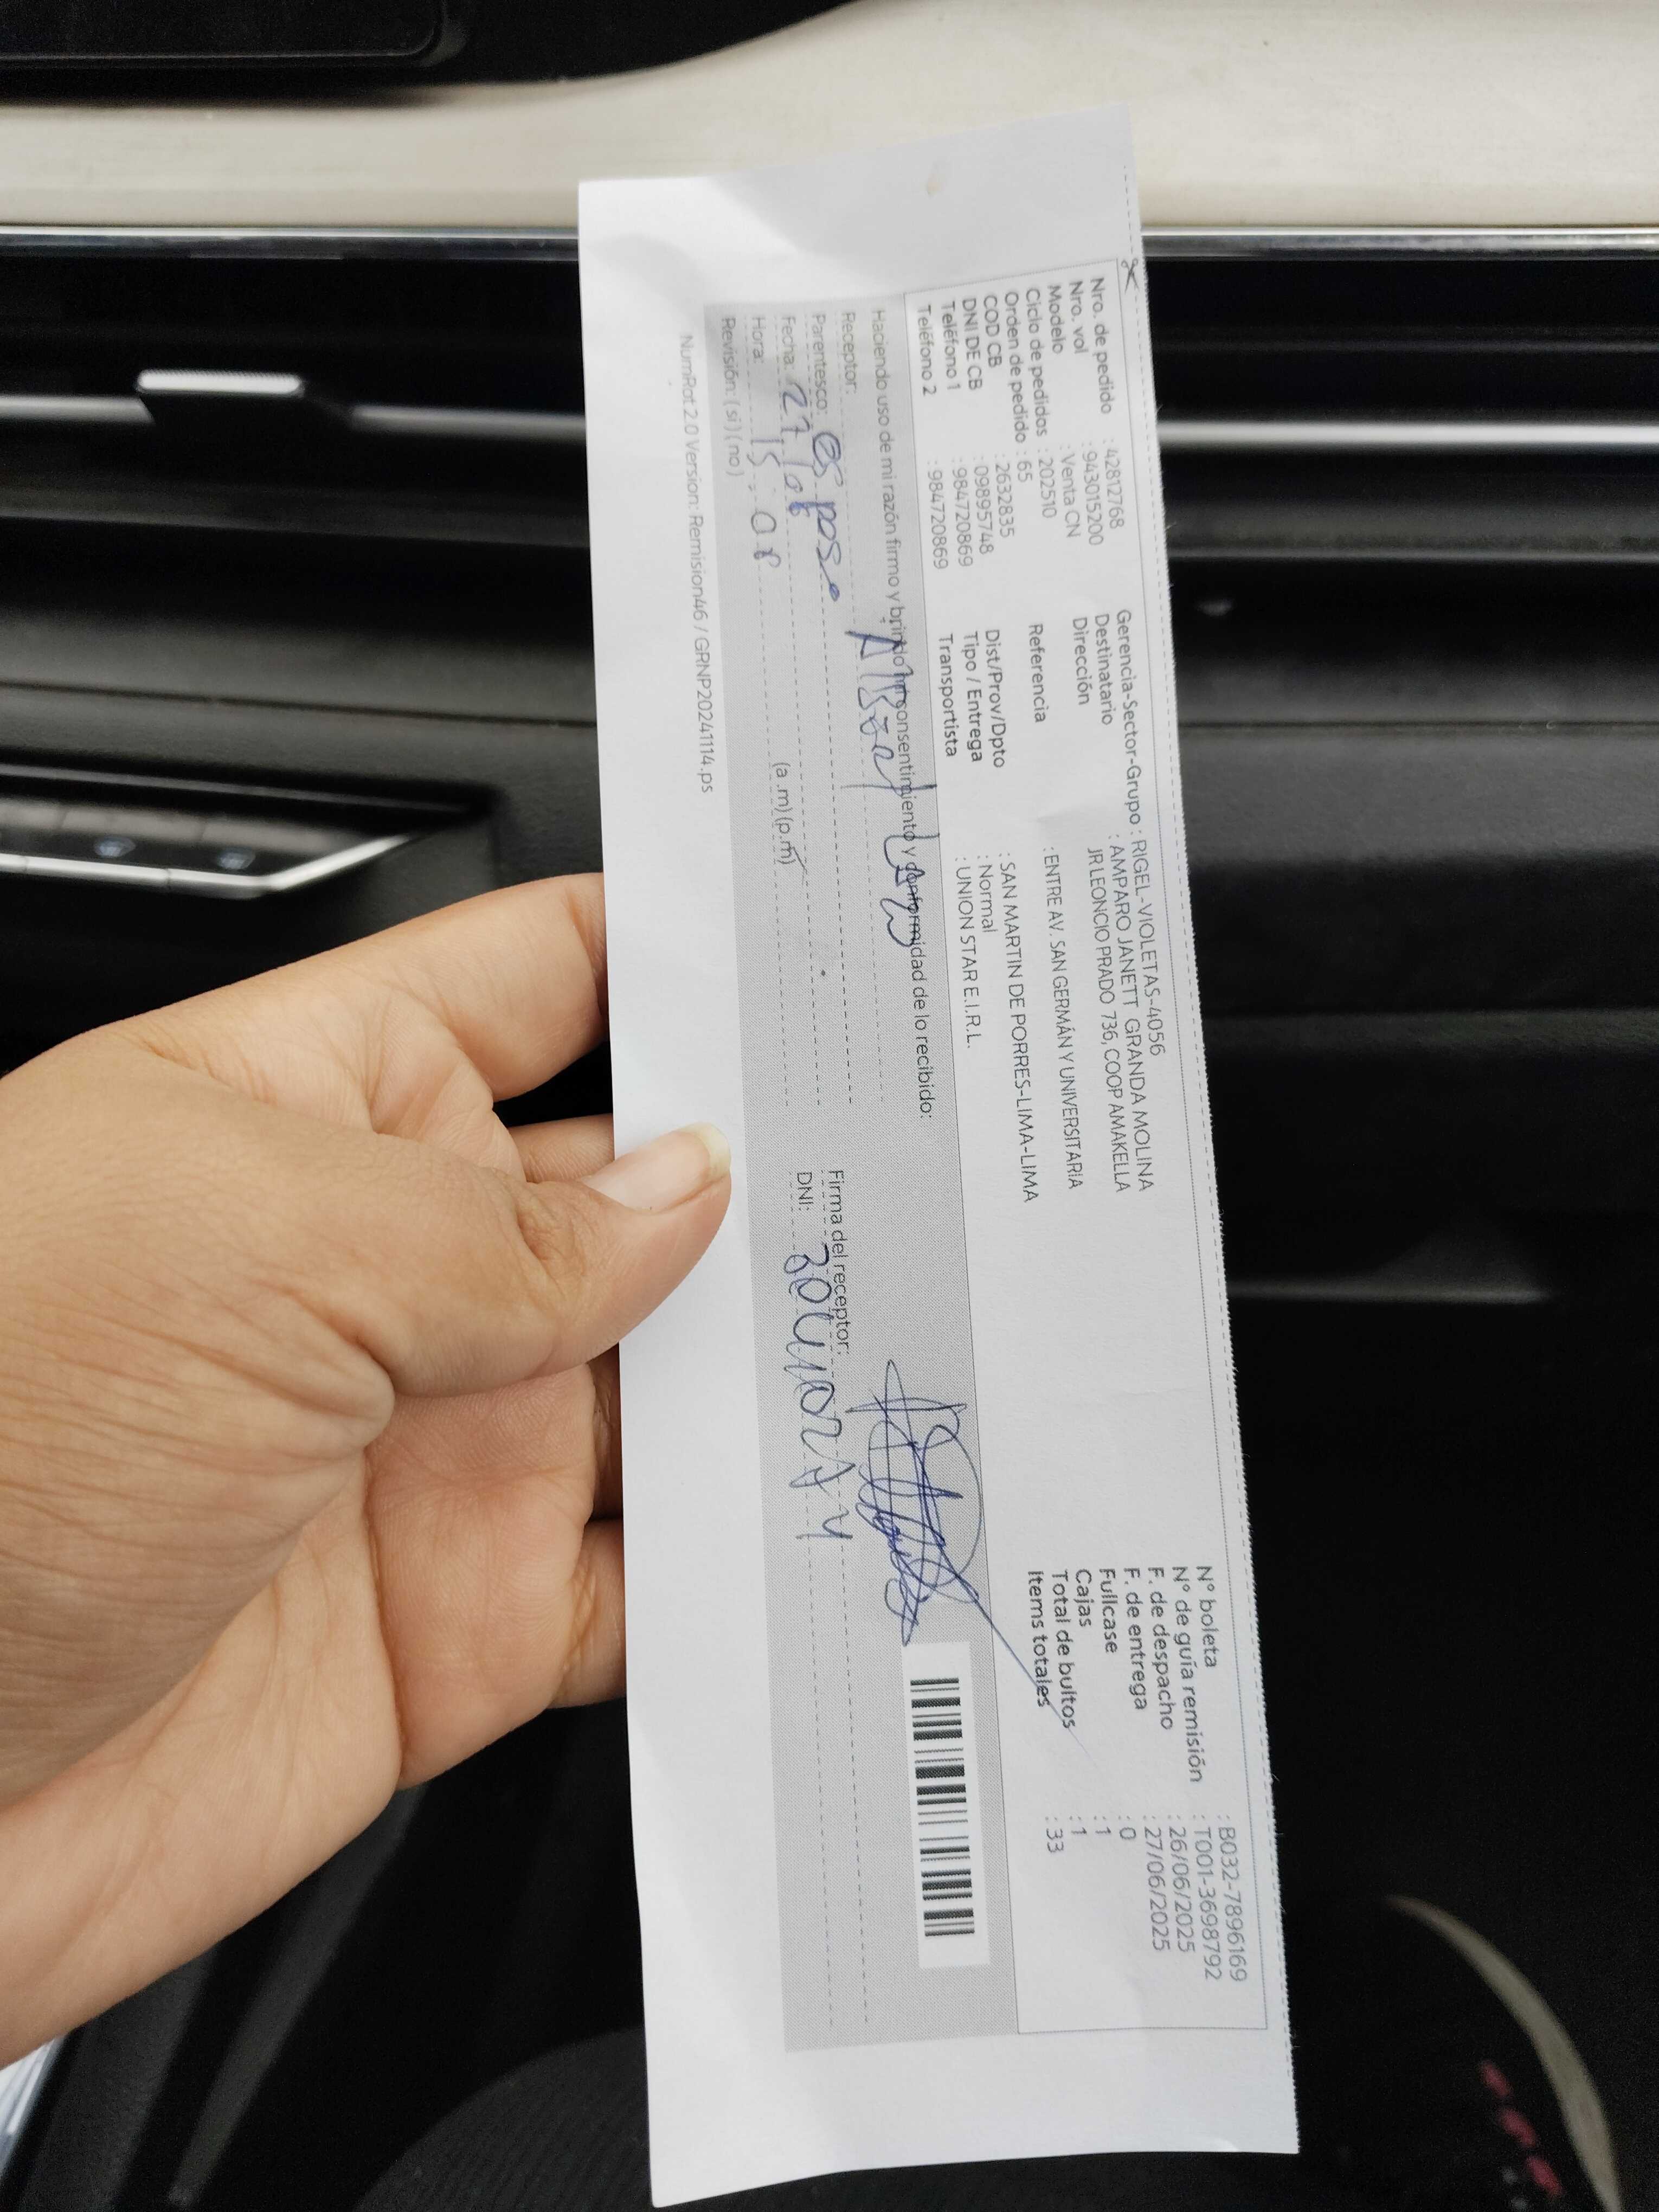 Nro. de pedido : 42812768
Nro. vol : 943015200
Modelo : Venta CN
Ciclo de pedidos : 202510
Orden de pedido : 65
COD CB : 2632835
DNI DE CB : 09895748
Teléfono 1 : 984720869
Teléfono 2 : 984720869
Gerencia-Sector-Grupo : RIGEL-VIOLETAS-4056
Destinatario : AMPARO JANETT GRANDA MOLINA
Dirección JR LEONCIO PRADO 736, COOP AMAKELLA
Referencia : ENTRE AV. SAN GERMÁN Y UNIVERSITARIA
Dist/Prov/Dpto : SAN MARTIN DE PORRES-LIMA-LIMA
Tipo / Entrega : Normal
Transportista : UNION STAR E.I.R.L.
N° boleta : B032-7896169
N° de guía remisión : T001-3698792
F. de despacho : 26/06/2025
F. de entrega : 27/06/2025
Fullcase : 0
Cajas : 1
Total de bultos : 1
Items totales : 33
Haciendo uso de mi razón firmo y brindo mi consentimiento y conformidad de lo recibido:
Receptor:
Parentesco: esposo
Fecha: 27/06
Hora: 15:08 (a.m) (p.m)
Revisión: (si) (no)
Firma del receptor:
DNI:
NumRot 2.0 Version: Remision46 / GRNP20241114.ps